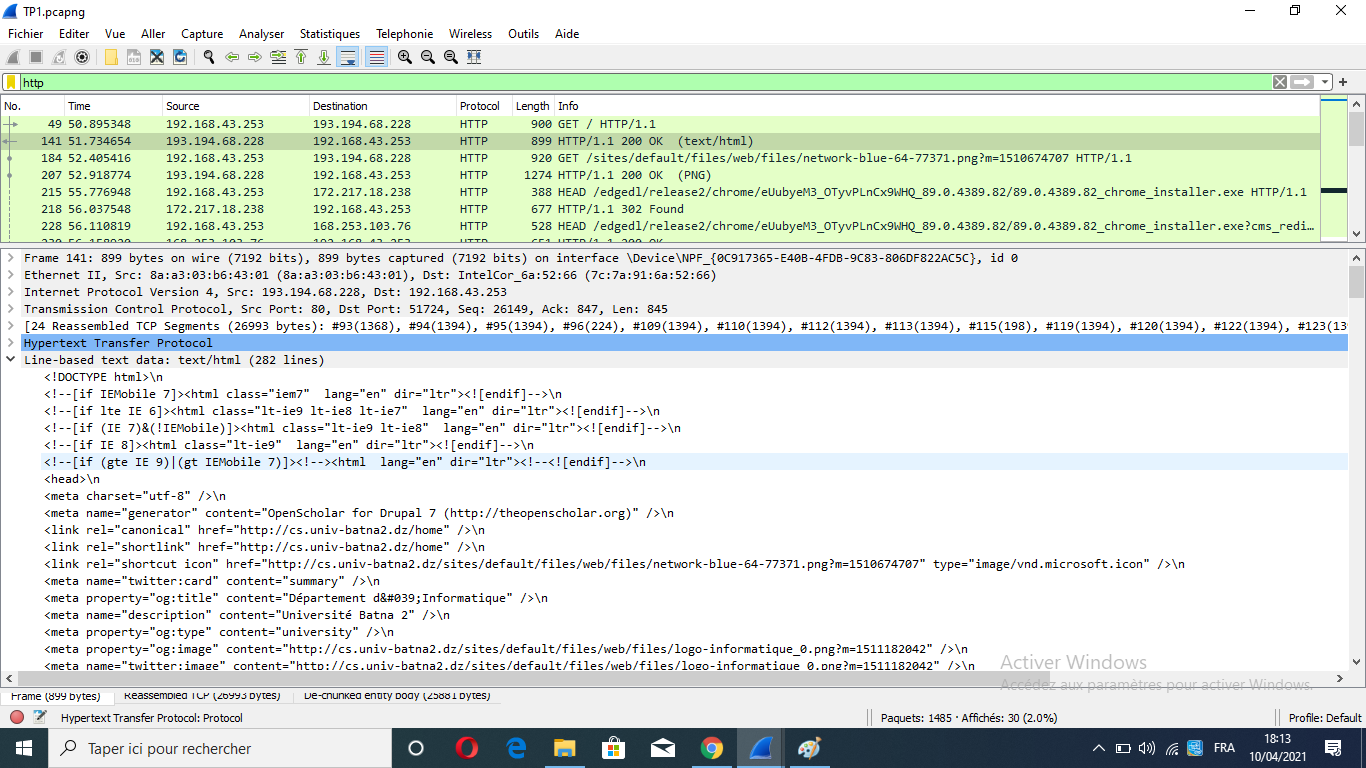 TP1.pcapng
Fichier Editer Vue Aller Capture Analyser Statistiques Telephonie Wireless Outils Aide
http
No. Time Source Destination Protocol Length Info
49 50.895348 192.168.43.253 193.194.68.228 HTTP 900 GET / HTTP/1.1
141 51.734654 193.194.68.228 192.168.43.253 HTTP 899 HTTP/1.1 200 OK (text/html)
184 52.405416 192.168.43.253 193.194.68.228 HTTP 920 GET /sites/default/files/web/files/network-blue-64-77371.png?m=1510674707 HTTP/1.1
207 52.918774 193.194.68.228 192.168.43.253 HTTP 1274 HTTP/1.1 200 OK (PNG)
215 55.776948 192.168.43.253 172.217.18.238 HTTP 388 HEAD /edgedl/release2/chrome/eUubyeM3_OTyvPLnCx9WHQ_89.0.4389.82/89.0.4389.82_chrome_installer.exe HTTP/1.1
218 56.037548 172.217.18.238 192.168.43.253 HTTP 677 HTTP/1.1 302 Found
228 56.110819 192.168.43.253 168.253.103.76 HTTP 528 HEAD /edgedl/release2/chrome/eUubyeM3_OTyvPLnCx9WHQ_89.0.4389.82/89.0.4389.82_chrome_installer.exe?cms_redi…
Frame 141: 899 bytes on wire (7192 bits), 899 bytes captured (7192 bits) on interface \Device\NPF_{0C917365-E40B-4FDB-9C83-806DF822AC5C}, id 0
Ethernet II, Src: 8a:a3:03:b6:43:01 (8a:a3:03:b6:43:01), Dst: IntelCor_6a:52:66 (7c:7a:91:6a:52:66)
Internet Protocol Version 4, Src: 193.194.68.228, Dst: 192.168.43.253
Transmission Control Protocol, Src Port: 80, Dst Port: 51724, Seq: 26149, Ack: 847, Len: 845
[24 Reassembled TCP Segments (26993 bytes): #93(1368), #94(1394), #95(1394), #96(224), #109(1394), #110(1394), #112(1394), #113(1394), #115(198), #119(1394), #120(1394), #122(1394), #123(13
Hypertext Transfer Protocol
Line-based text data: text/html (282 lines)
<!DOCTYPE html>\n
<!--[if IEMobile 7]><html class="iem7"  lang="en" dir="ltr"><![endif]-->\n
<!--[if lte IE 6]><html class="lt-ie9 lt-ie8 lt-ie7"  lang="en" dir="ltr"><![endif]-->\n
<!--[if (IE 7)&(!IEMobile)]><html class="lt-ie9 lt-ie8"  lang="en" dir="ltr"><![endif]-->\n
<!--[if IE 8]><html class="lt-ie9"  lang="en" dir="ltr"><![endif]-->\n
<!--[if (gte IE 9)|(gt IEMobile 7)]><!--><html  lang="en" dir="ltr"><!--<![endif]-->\n
<head>\n
<meta charset="utf-8" />\n
<meta name="generator" content="OpenScholar for Drupal 7 (http://theopenscholar.org)" />\n
<link rel="canonical" href="http://cs.univ-batna2.dz/home" />\n
<link rel="shortlink" href="http://cs.univ-batna2.dz/home" />\n
<link rel="shortcut icon" href="http://cs.univ-batna2.dz/sites/default/files/web/files/network-blue-64-77371.png?m=1510674707" type="image/vnd.microsoft.icon" />\n
<meta name="twitter:card" content="summary" />\n
<meta property="og:title" content="Département d&#039;Informatique" />\n
<meta name="description" content="Université Batna 2" />\n
<meta property="og:type" content="university" />\n
<meta property="og:image" content="http://cs.univ-batna2.dz/sites/default/files/web/files/logo-informatique_0.png?m=1511182042" />\n
<meta name="twitter:image" content="http://cs.univ-batna2.dz/sites/default/files/web/files/logo-informatique_0.png?m=1511182042" />\n
Activer Windows
Accédez aux paramètres pour activer Windows.
Frame (899 bytes) Reassembled TCP (26993 bytes) De-chunked entity body (25881 bytes)
Hypertext Transfer Protocol: Protocol Paquets: 1485 · Affichés: 30 (2.0%) Profile: Default
Taper ici pour rechercher FRA 18:13
10/04/2021